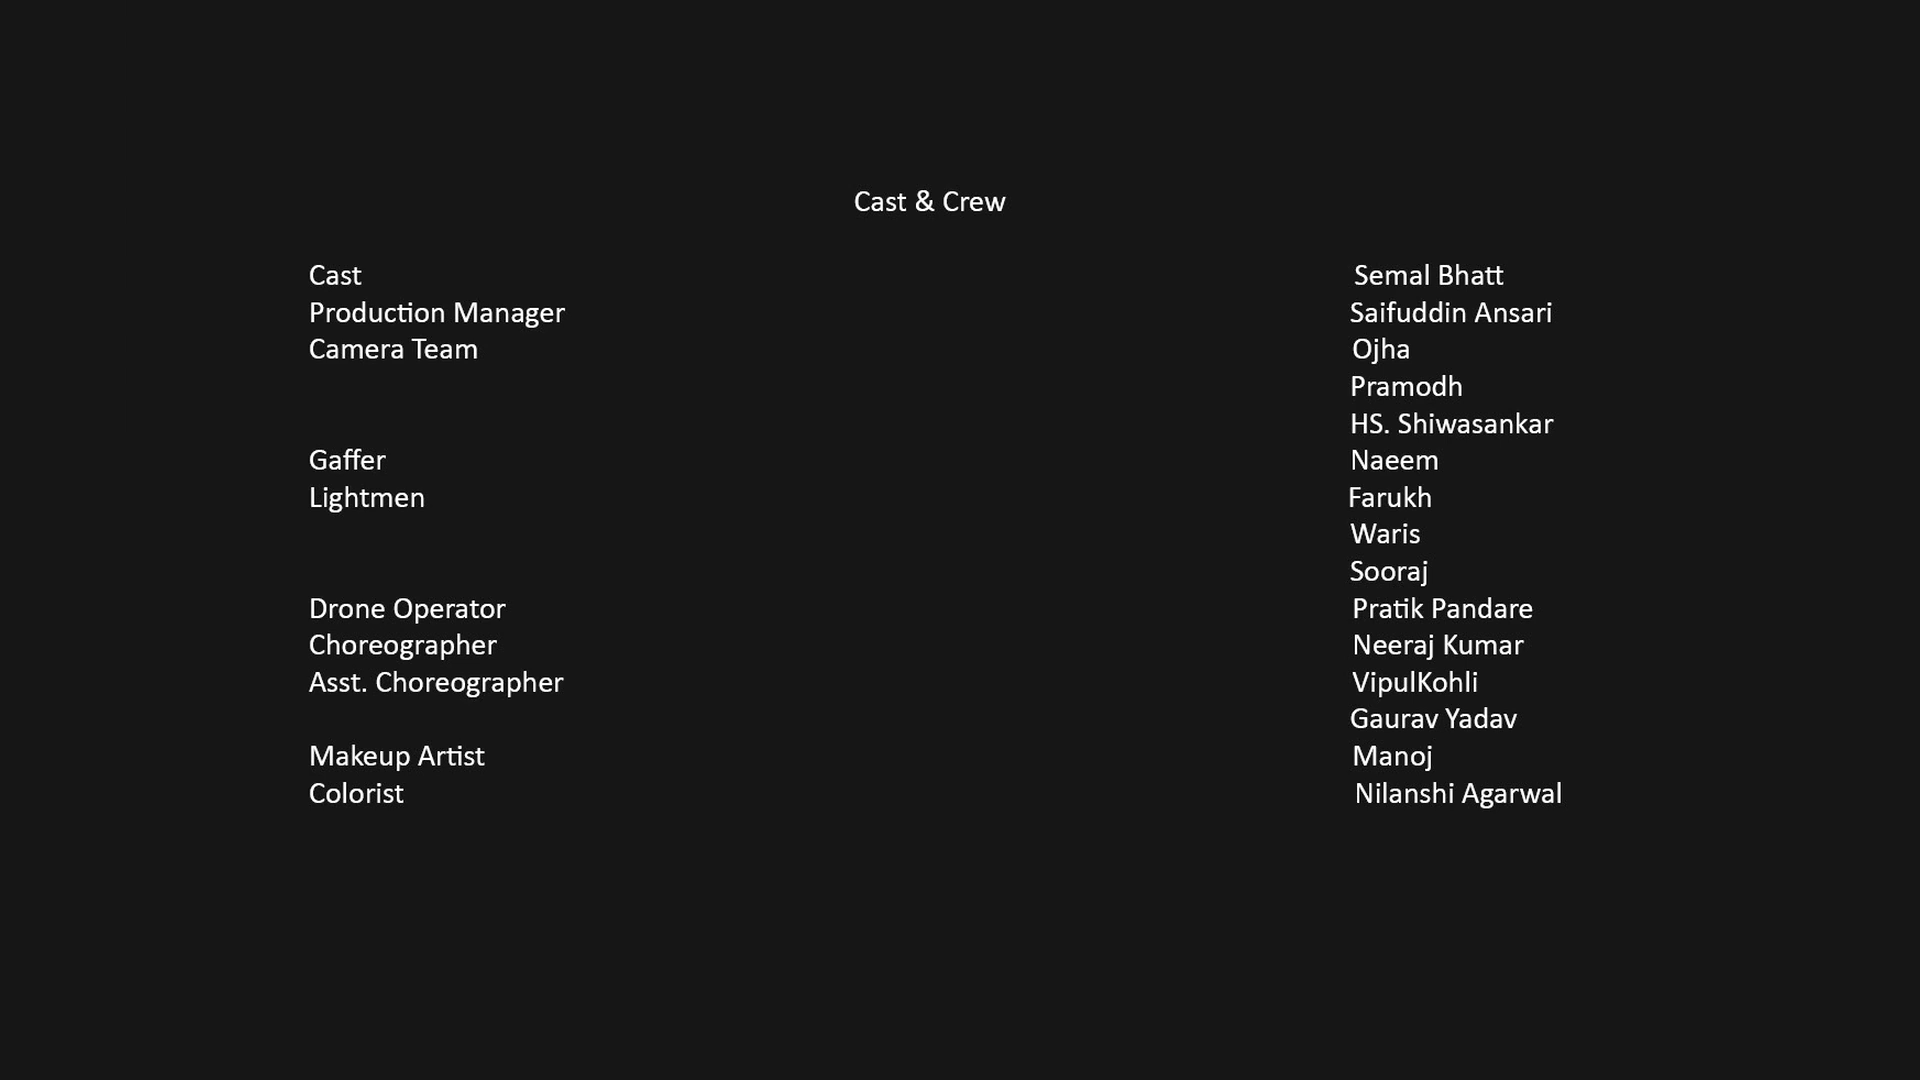 Cast & Crew
Cast Semal Bhatt
Production Manager Saifuddin Ansari
Camera Team Ojha
Pramodh
HS. Shiwasankar
Gaffer Naeem
Lightmen Farukh
Waris
Sooraj
Drone Operator Pratik Pandare
Choreographer Neeraj Kumar
Asst. Choreographer VipulKohli
Gaurav Yadav
Makeup Artist Manoj
Colorist Nilanshi Agarwal